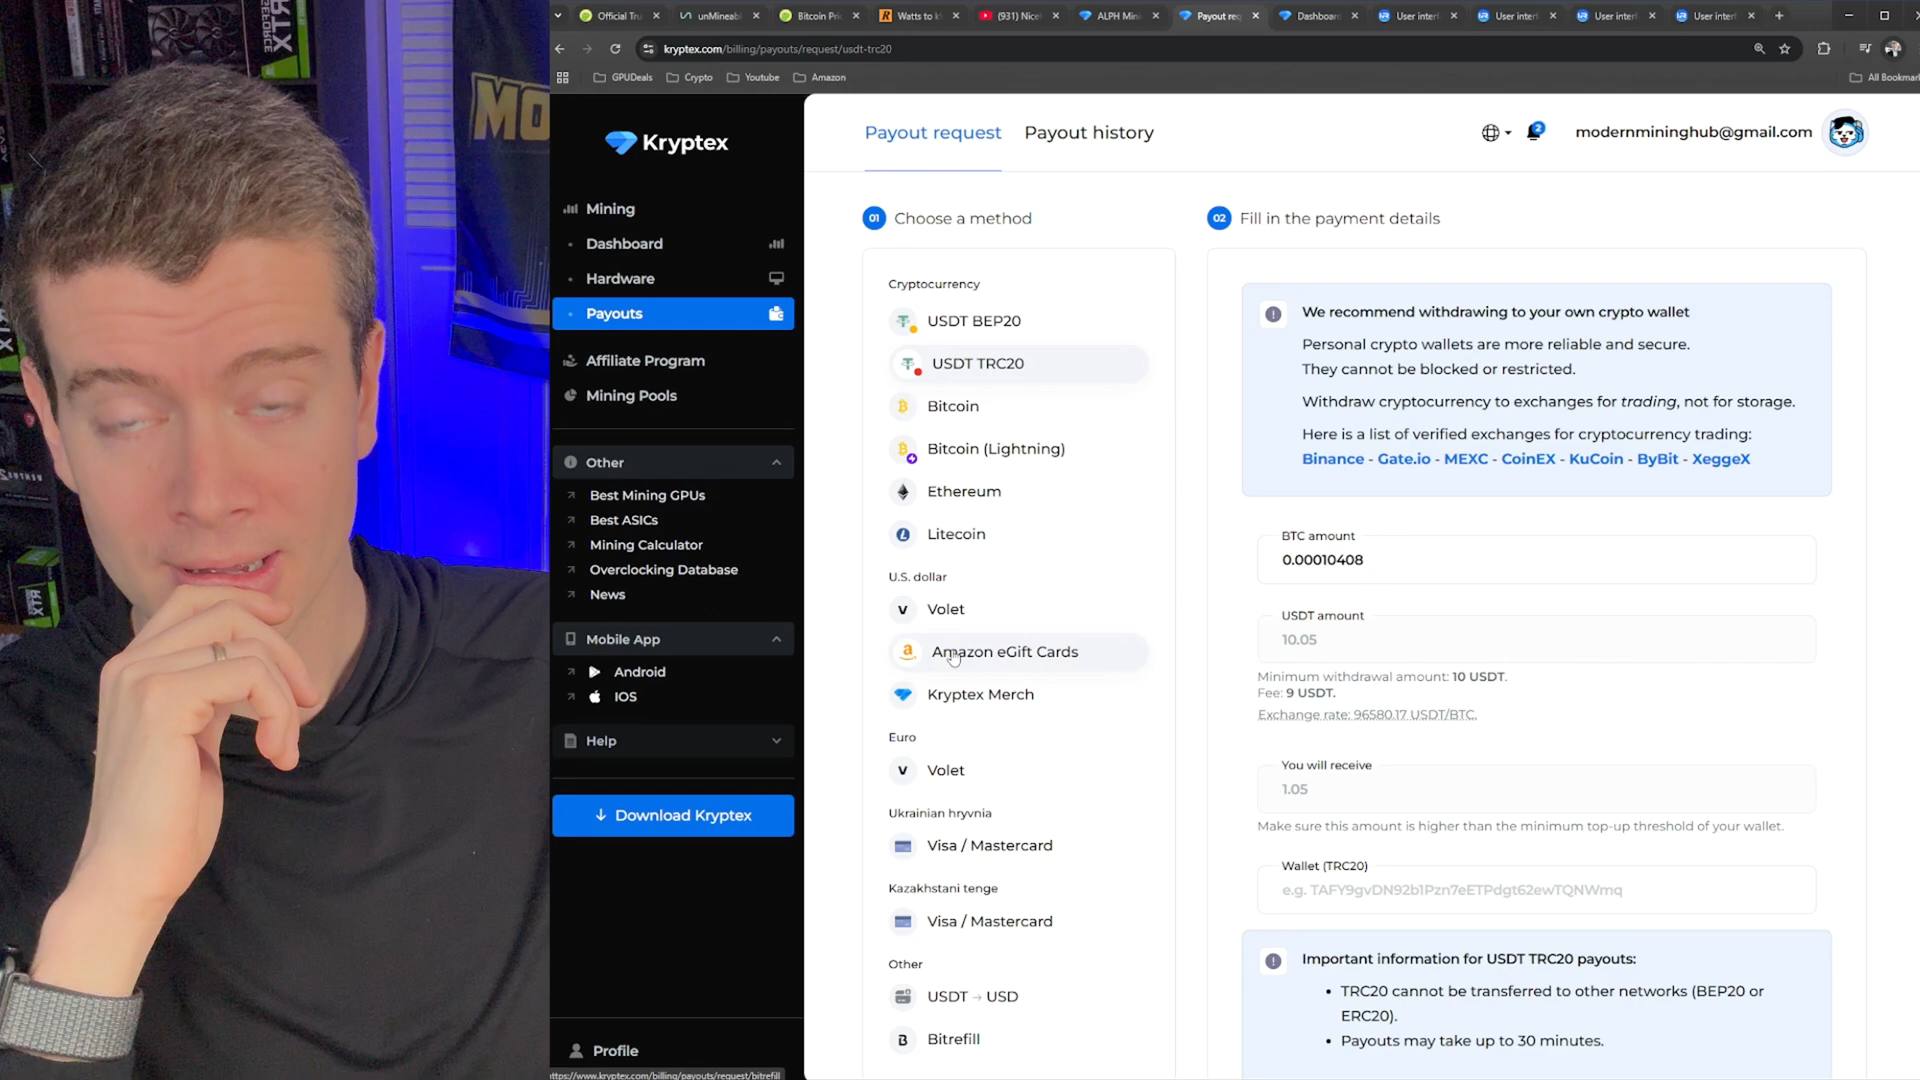 Official Tru
unMineab
Bitcoin Pri
Watts to k
(931) Nice
ALPH Min
Payout req
Dashboard
User interf
User interf
User interf
User interf
kryptex.com/billing/payouts/request/usdt-trc20
GPUDeals
Crypto
Youtube
Amazon
All Bookmar
MO
RTX
GEFORCE
RTX
Kryptex
Mining
Dashboard
Hardware
Payouts
Affiliate Program
Mining Pools
Other
Best Mining GPUs
Best ASICs
Mining Calculator
Overclocking Database
News
Mobile App
Android
IOS
Help
Download Kryptex
Profile
https://www.kryptex.com/billing/payouts/request/bitrefill
Payout request
Payout history
2
modernmininghub@gmail.com
01 Choose a method
Cryptocurrency
USDT BEP20
USDT TRC20
Bitcoin
Bitcoin (Lightning)
Ethereum
Litecoin
U.S. dollar
Volet
Amazon eGift Cards
Kryptex Merch
Euro
Volet
Ukrainian hryvnia
Visa / Mastercard
Kazakhstani tenge
Visa / Mastercard
Other
USDT → USD
Bitrefill
02 Fill in the payment details
We recommend withdrawing to your own crypto wallet
Personal crypto wallets are more reliable and secure.
They cannot be blocked or restricted.
Withdraw cryptocurrency to exchanges for trading, not for storage.
Here is a list of verified exchanges for cryptocurrency trading:
Binance - Gate.io - MEXC - CoinEX - KuCoin - ByBit - XeggeX
BTC amount
0.00010408
USDT amount
10.05
Minimum withdrawal amount: 10 USDT.
Fee: 9 USDT.
Exchange rate: 96580.17 USDT/BTC.
You will receive
1.05
Make sure this amount is higher than the minimum top-up threshold of your wallet.
Wallet (TRC20)
e.g. TAFY9gvDN92b1Pzn7eETPdgt62ewTQNWmq
Important information for USDT TRC20 payouts:
• TRC20 cannot be transferred to other networks (BEP20 or
ERC20).
• Payouts may take up to 30 minutes.